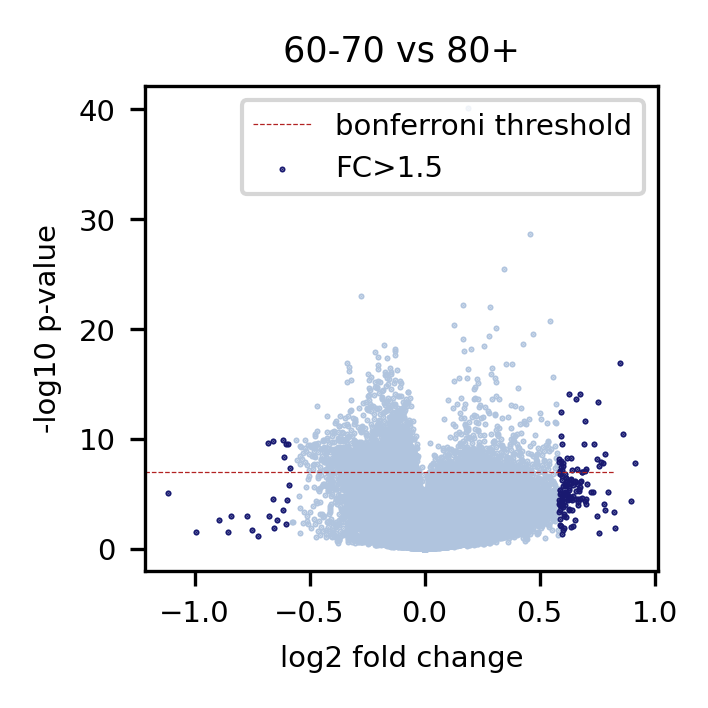 60-70 vs 80+
bonferroni threshold
FC>1.5
-log10 p-value
40
30
20
10
0
−1.0 −0.5 0.0 0.5 1.0
log2 fold change